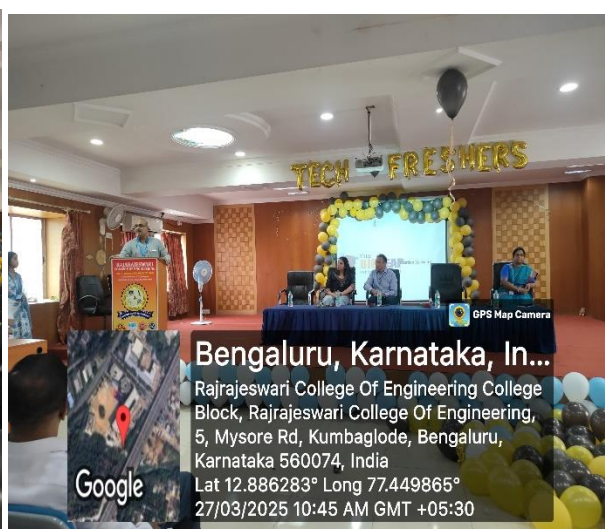 TECH FRESHERS
RAJARAJESWARI
GPS Map Camera
Bengaluru, Karnataka, In...
Rajrajeswari College Of Engineering College
Block, Rajrajeswari College Of Engineering,
5, Mysore Rd, Kumbaglode, Bengaluru,
Karnataka 560074, India
Lat 12.886283° Long 77.449865°
27/03/2025 10:45 AM GMT +05:30
Google